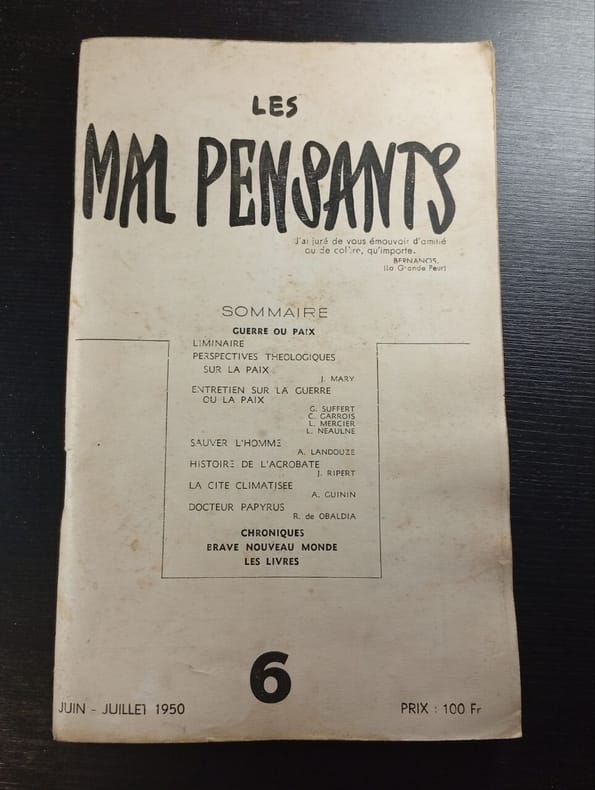 LES
MAL PENSANTS
J'ai juré de vous émouvoir d'amitié
ou de colère, qu'importe.
BERNANOS.
(La Grande Peur)
SOMMAIRE
GUERRE OU PAIX
LIMINAIRE
PERSPECTIVES THEOLOGIQUES
SUR LA PAIX
J. MARY
ENTRETIEN SUR LA GUERRE
OU LA PAIX
G. SUFFERT
C. GARROIS
L. MERCIER
L. NEAULNE
SAUVER L'HOMME
A. LANDOUZE
HISTOIRE DE L'ACROBATE
J. RIPERT
LA CITE CLIMATISEE
A. GUININ
DOCTEUR PAPYRUS
R. de OBALDIA
CHRONIQUES
BRAVE NOUVEAU MONDE
LES LIVRES
6
JUIN - JUILLET 1950
PRIX : 100 Fr